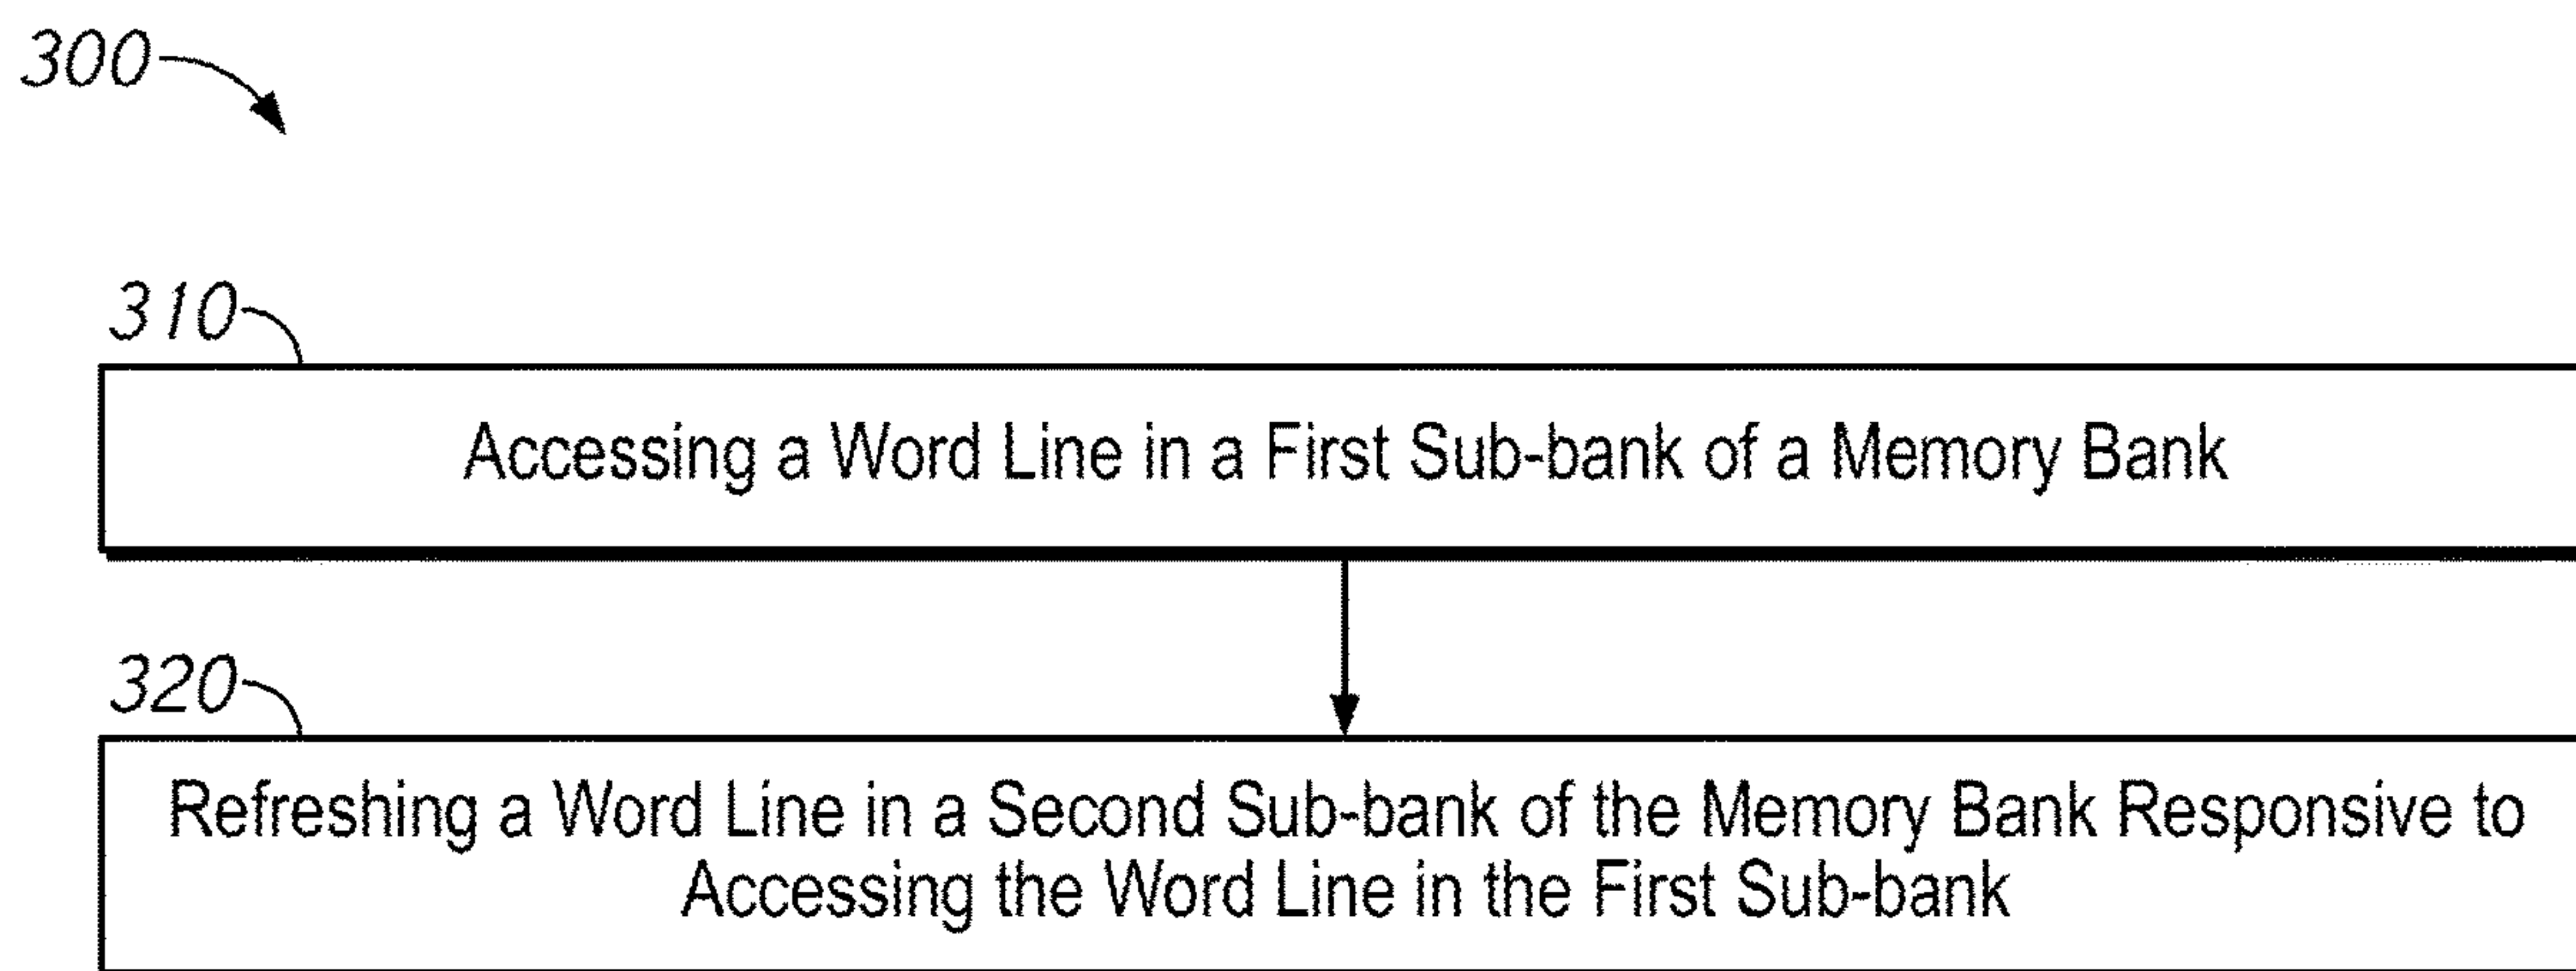 300
310
Accessing a Word Line in a First Sub-bank of a Memory Bank
320
Refreshing a Word Line in a Second Sub-bank of the Memory Bank Responsive to
Accessing the Word Line in the First Sub-bank